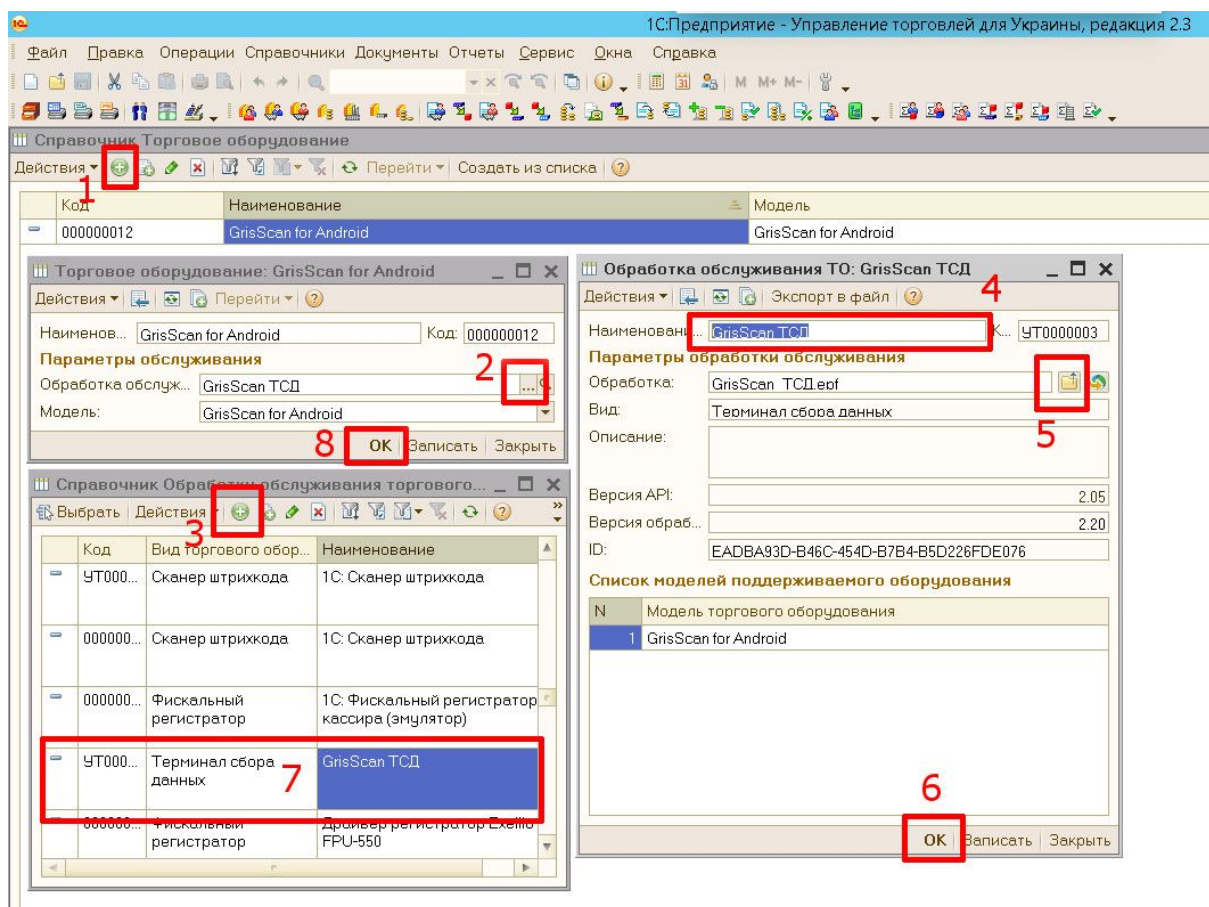 1С:Предприятие - Управление торговлей для Украины, редакция 2.3
Файл Правка Операции Справочники Документы Отчеты Сервис Окна Справка
М М+ М-
Справочник Торговое оборудование
Действия Перейти Создать из списка
1
Код Наименование Модель
000000012 GrisScan for Android GrisScan for Android
Торговое оборудование: GrisScan for Android
Действия Перейти
Наименов... GrisScan for Android Код: 000000012
Параметры обслуживания
2
Обработка обслуж... GrisScan ТСД ...
Модель: GrisScan for Android
8
OK Записать Закрыть
Справочник Обработки обслуживания торгового...
Выбрать Действия
3
Код Вид торгового обор... Наименование
УТ000... Сканер штрихкода 1С: Сканер штрихкода
000000... Сканер штрихкода 1С: Сканер штрихкода
000000... Фискальный регистратор 1С: Фискальный регистратор кассира (эмулятор)
УТ000... Терминал сбора данных GrisScan ТСД
7
000000... Фискальный регистратор Драйвер регистратор Exellio FPU-550
Обработка обслуживания ТО: GrisScan ТСД
Действия Экспорт в файл
4
Наименовани... GrisScan ТСД К... УТ0000003
Параметры обработки обслуживания
Обработка: GrisScan ТСД.epf
Вид: Терминал сбора данных
5
Описание:
Версия API: 2.05
Версия обраб... 2.20
ID: EADBA93D-B46C-454D-B7B4-B5D226FDE076
Список моделей поддерживаемого оборудования
N Модель торгового оборудования
1 GrisScan for Android
6
OK Записать Закрыть